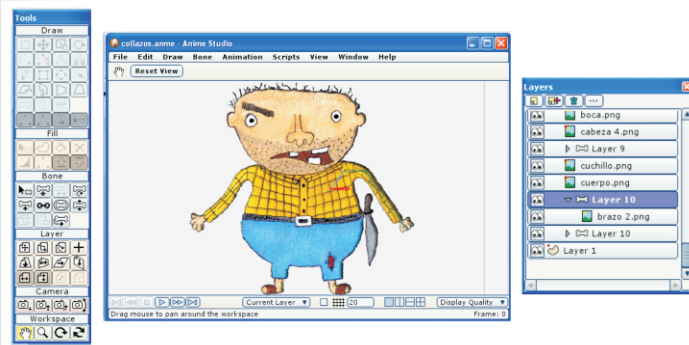 Tools
Draw
Fill
Bone
Layer
Camera
Workspace
collazos.anme - Anime Studio
File Edit Draw Bone Animation Scripts View Window Help
Reset View
Current Layer
20
Display Quality
Drag mouse to pan around the workspace
Frame: 0
Layers
boca.png
cabeza 4.png
Layer 9
cuchillo.png
cuerpo.png
Layer 10
brazo 2.png
Layer 10
Layer 1